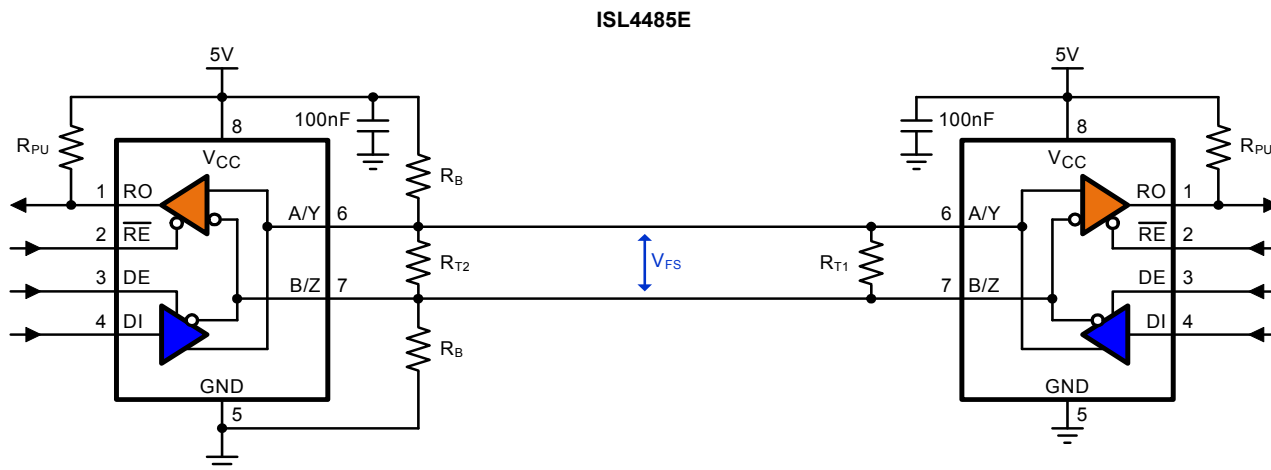 ISL4485E
5V
5V
100nF
8
R_PU
V_CC
R_B
1
RO
A/Y
6
2
R̅E̅
R_T2
3
DE
B/Z
7
4
DI
R_B
GND
5
V_FS
R_T1
100nF
8
R_PU
V_CC
6
A/Y
RO
1
R̅E̅
2
7
B/Z
DE
3
DI
4
GND
5